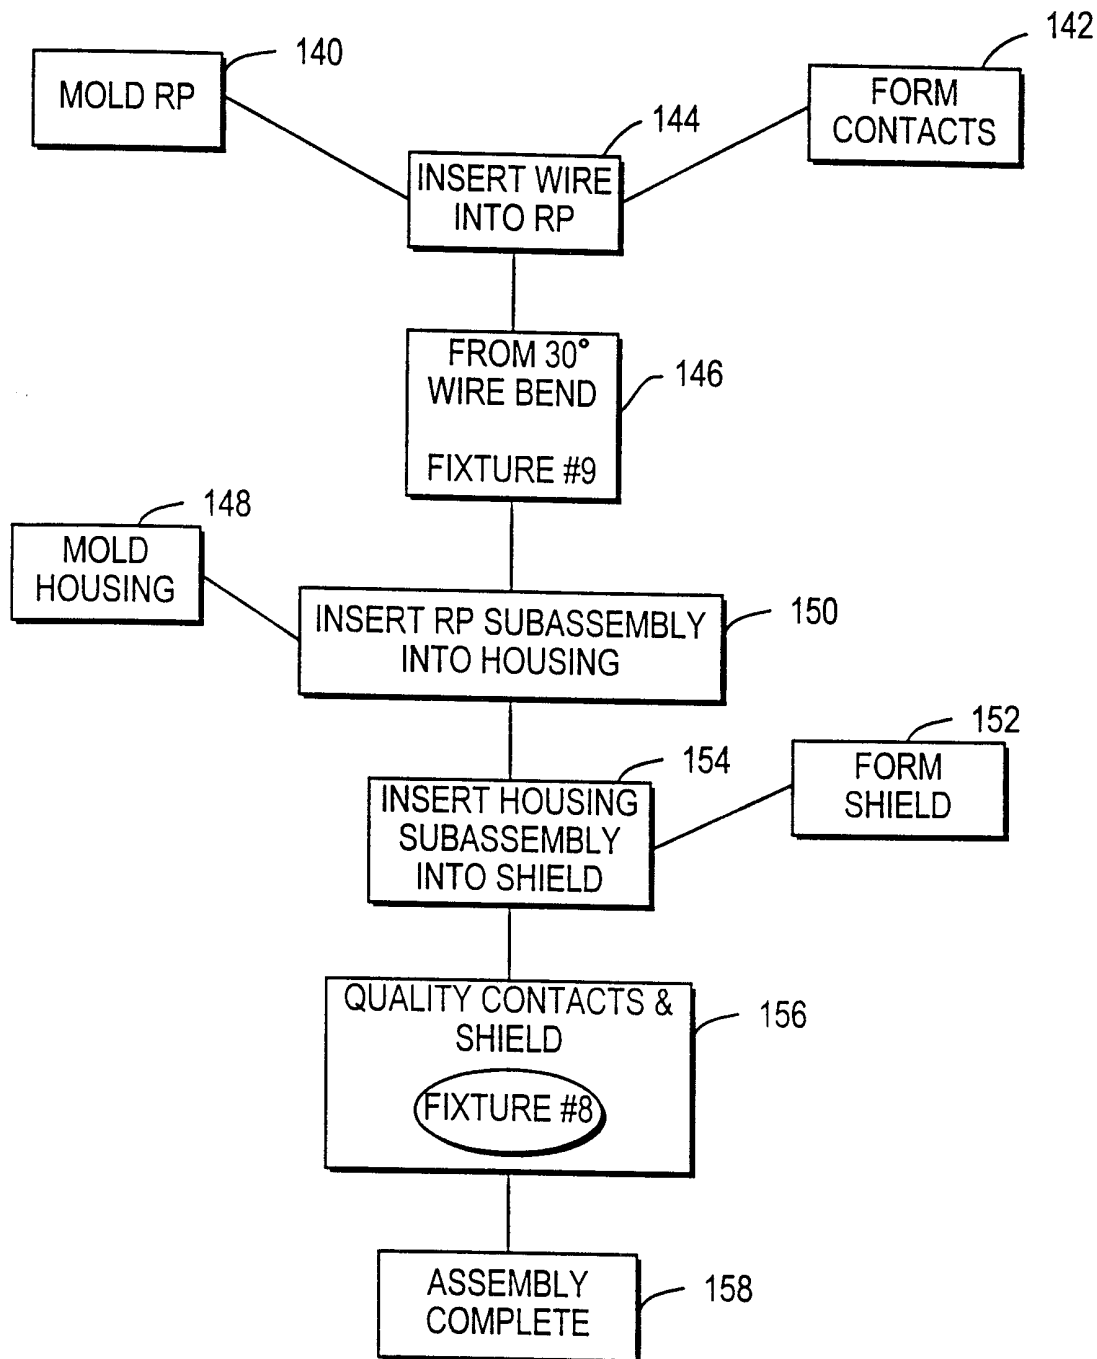 140
MOLD RP
142
FORM
CONTACTS
144
INSERT WIRE
INTO RP
FROM 30°
WIRE BEND
FIXTURE #9
146
148
MOLD
HOUSING
INSERT RP SUBASSEMBLY
INTO HOUSING
150
152
FORM
SHIELD
154
INSERT HOUSING
SUBASSEMBLY
INTO SHIELD
QUALITY CONTACTS &
SHIELD
FIXTURE #8
156
ASSEMBLY
COMPLETE
158